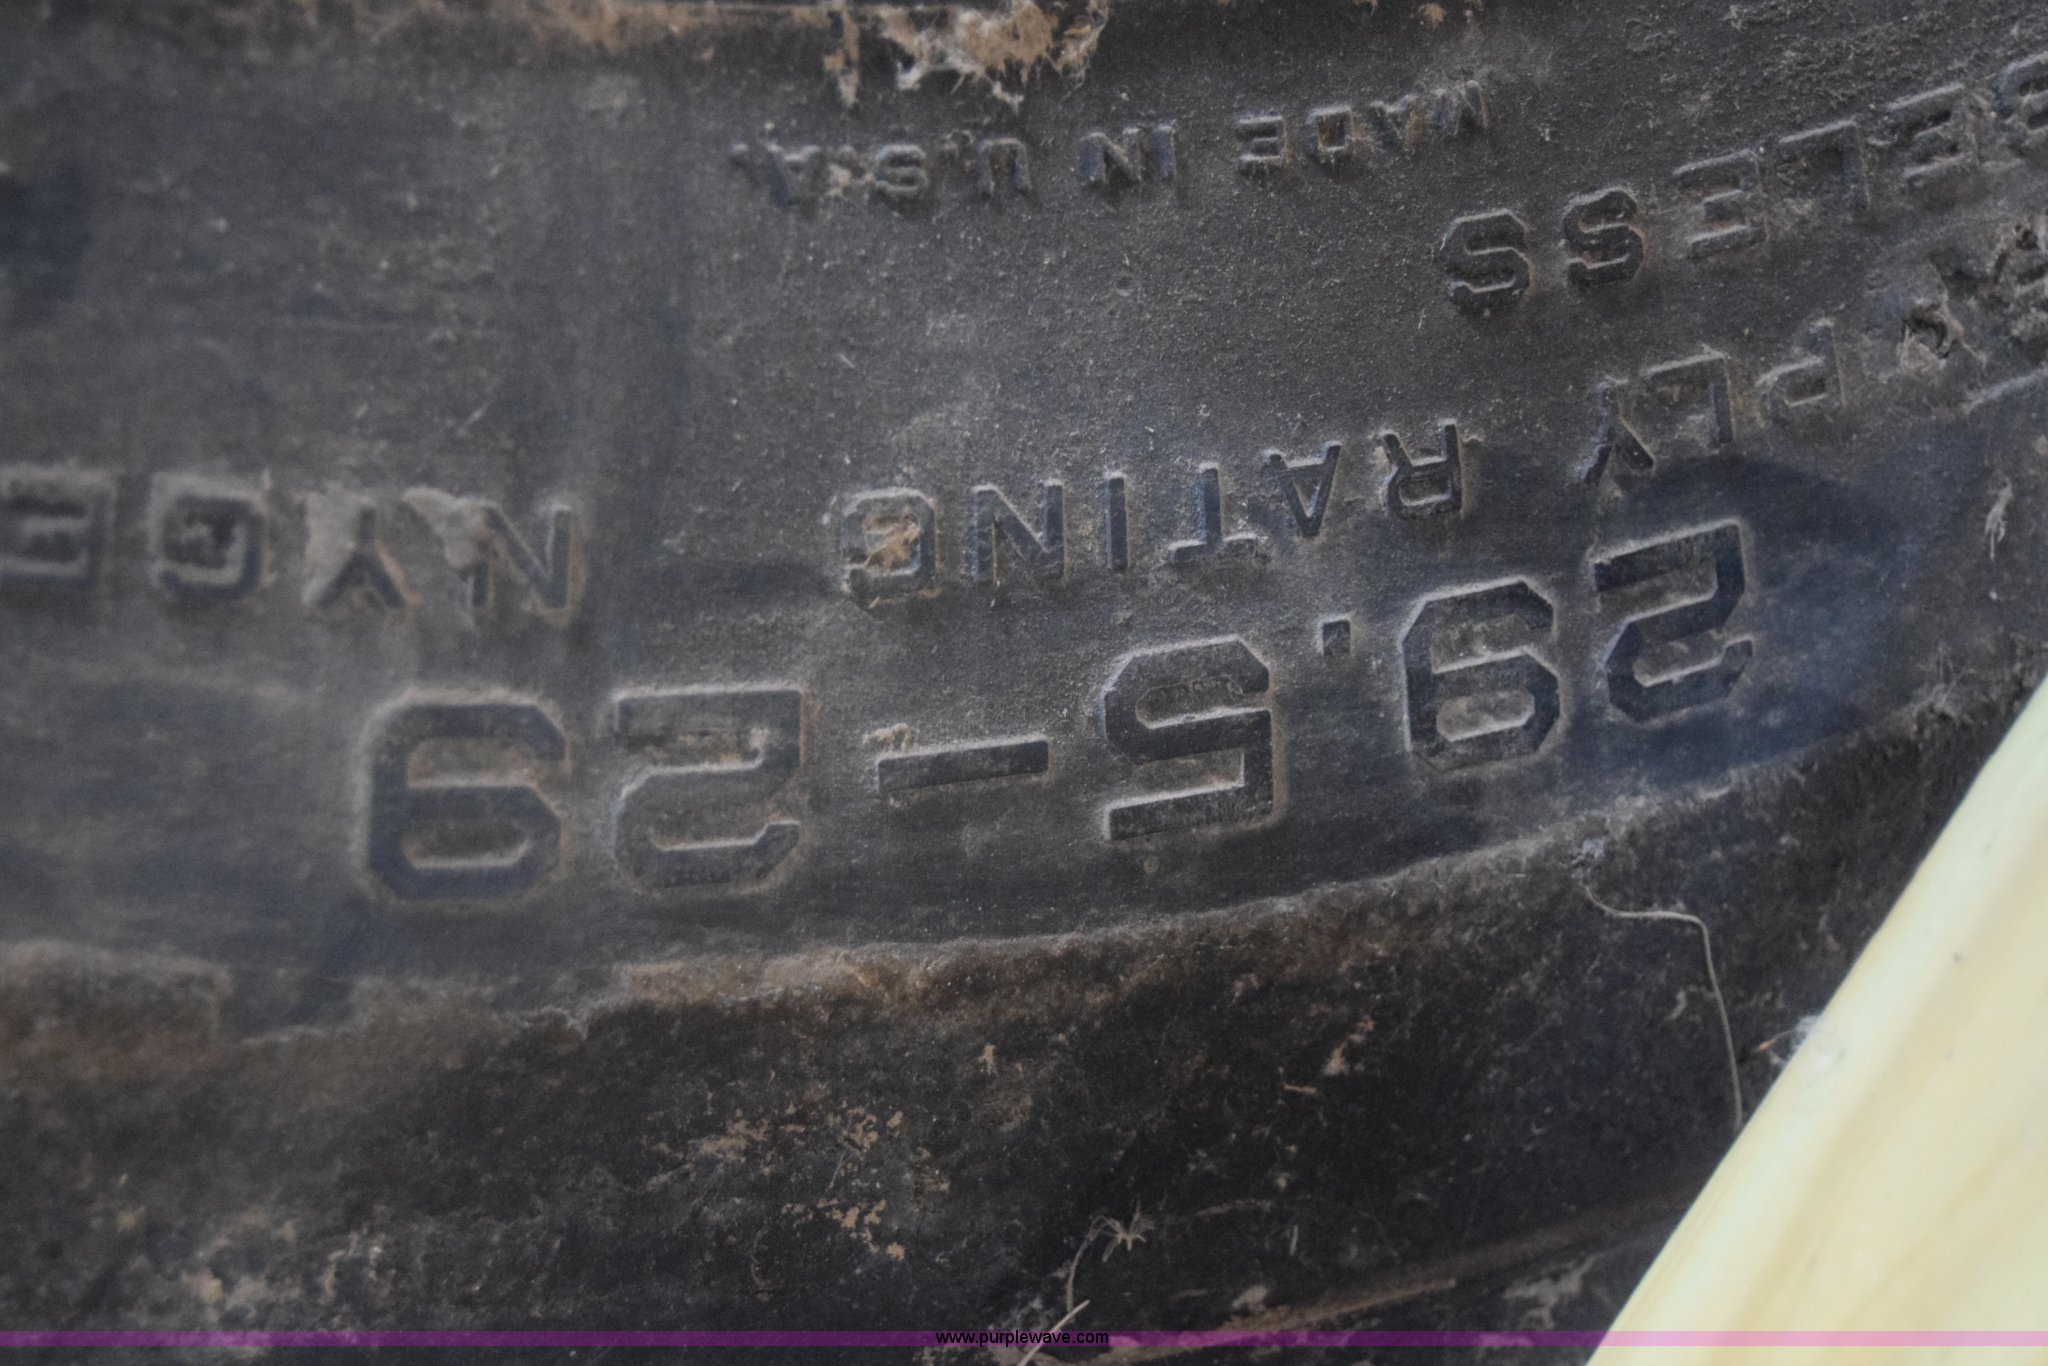 29.5-29
PLY RATING NYGE
BELESS
MADE IN U.S.A.
www.purplewave.com